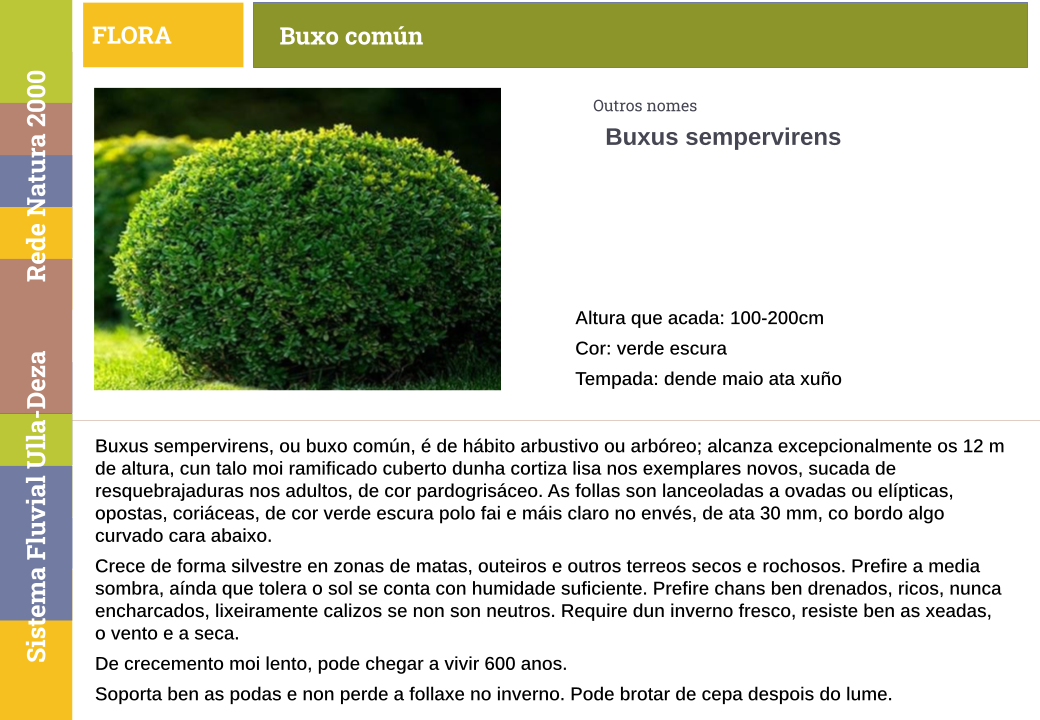 FLORA
Buxo común
Rede Natura 2000
Sistema Fluvial Ulla-Deza
Outros nomes
Buxus sempervirens
Altura que acada: 100-200cm
Cor: verde escura
Tempada: dende maio ata xuño
Buxus sempervirens, ou buxo común, é de hábito arbustivo ou arbóreo; alcanza excepcionalmente os 12 m
de altura, cun talo moi ramificado cuberto dunha cortiza lisa nos exemplares novos, sucada de
resquebrajaduras nos adultos, de cor pardogrisáceo. As follas son lanceoladas a ovadas ou elípticas,
opostas, coriáceas, de cor verde escura polo fai e máis claro no envés, de ata 30 mm, co bordo algo
curvado cara abaixo.
Crece de forma silvestre en zonas de matas, outeiros e outros terreos secos e rochosos. Prefire a media
sombra, aínda que tolera o sol se conta con humidade suficiente. Prefire chans ben drenados, ricos, nunca
encharcados, lixeiramente calizos se non son neutros. Require dun inverno fresco, resiste ben as xeadas,
o vento e a seca.
De crecemento moi lento, pode chegar a vivir 600 anos.
Soporta ben as podas e non perde a follaxe no inverno. Pode brotar de cepa despois do lume.